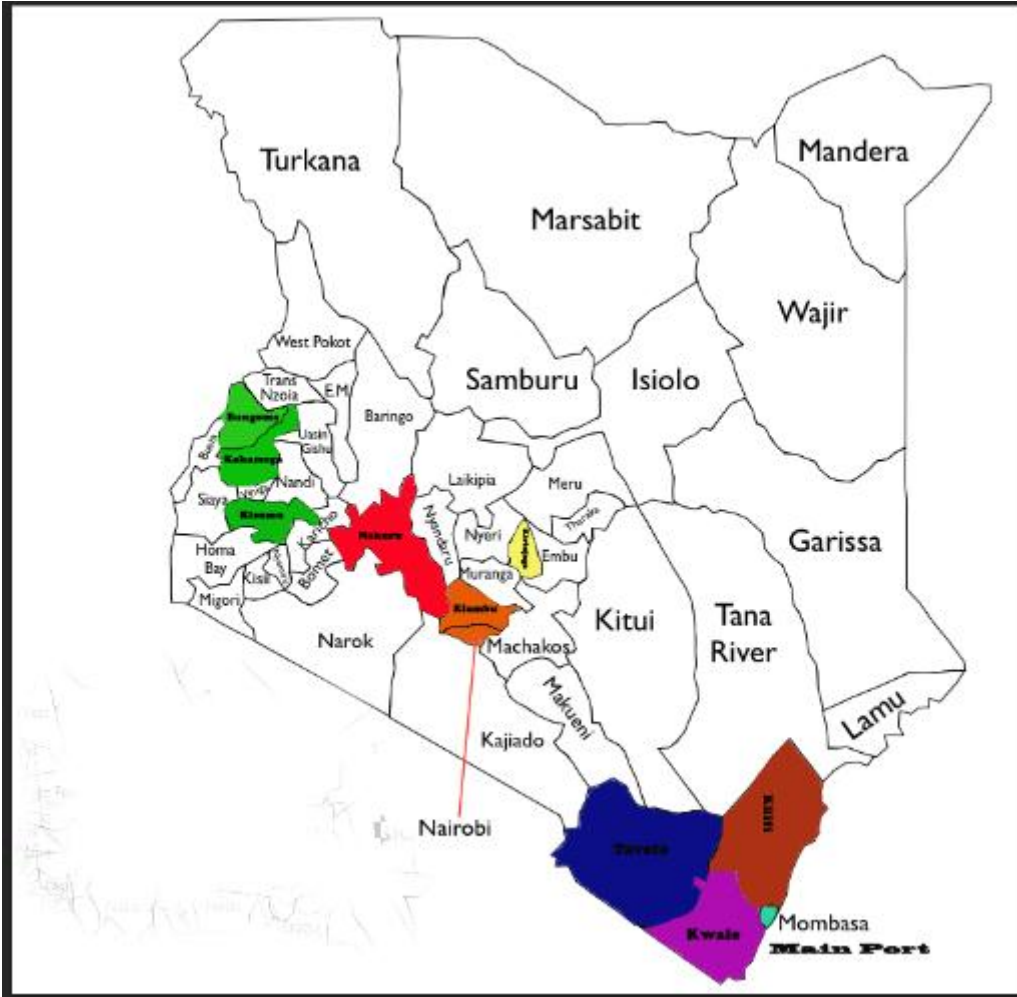 Turkana
Mandera
Marsabit
Wajir
West Pokot
Samburu
Isiolo
Trans
Nzoia
E.M
Baringo
Bungoma
Uasin
Gishu
Busia
Kakamega
Nandi
Laikipia
Meru
Siaya
Kisumu
Kericho
Nakuru
Nyandaru
Nyeri
Tharaka
Embu
Garissa
Homa
Bay
Kisii
Bomet
Muranga
Migori
Kiambu
Kitui
Tana
River
Narok
Machakos
Makueni
Lamu
Kajiado
Nairobi
Taveta
Kilifi
Kwale
Mombasa
Main Port